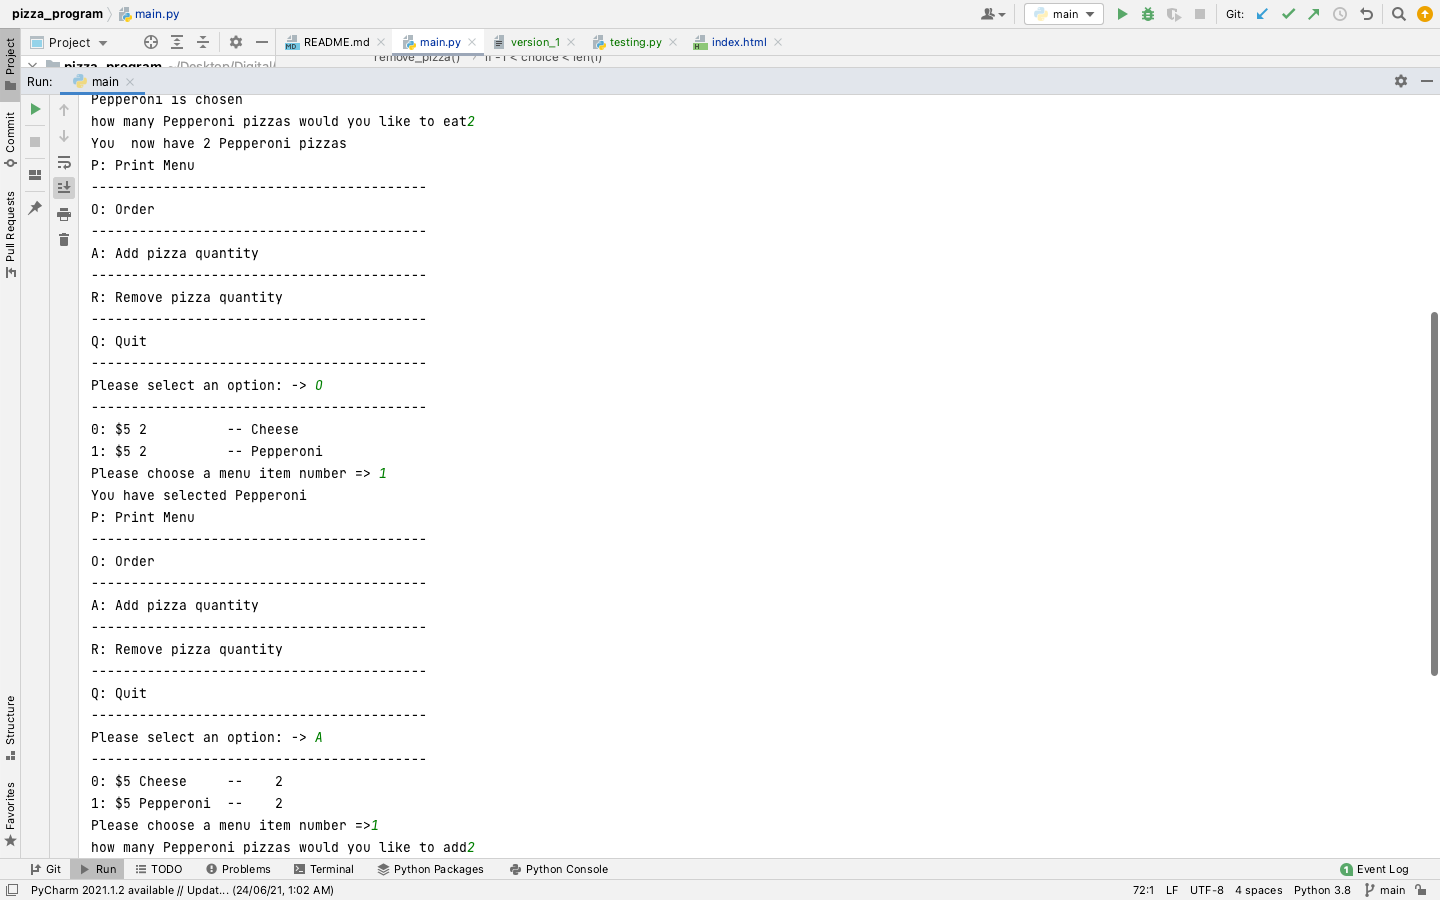 pizza_program main.py main Git:
Project README.md main.py version_1 testing.py index.html
pizza_program ~/Desktop/Digital/ remove_pizza() if -1 < choice < len(l)
Run: main
Pepperoni is chosen
how many Pepperoni pizzas would you like to eat2
You  now have 2 Pepperoni pizzas
P: Print Menu
------------------------------------------
O: Order
------------------------------------------
A: Add pizza quantity
------------------------------------------
R: Remove pizza quantity
------------------------------------------
Q: Quit
------------------------------------------
Please select an option: -> O
------------------------------------------
0: $5 2          -- Cheese
1: $5 2          -- Pepperoni
Please choose a menu item number => 1
You have selected Pepperoni
P: Print Menu
------------------------------------------
O: Order
------------------------------------------
A: Add pizza quantity
------------------------------------------
R: Remove pizza quantity
------------------------------------------
Q: Quit
------------------------------------------
Please select an option: -> A
------------------------------------------
0: $5 Cheese     --    2
1: $5 Pepperoni  --    2
Please choose a menu item number =>1
how many Pepperoni pizzas would you like to add2
Project
Commit
Pull Requests
Structure
Favorites
Git Run TODO Problems Terminal Python Packages Python Console 1 Event Log
PyCharm 2021.1.2 available // Updat... (24/06/21, 1:02 AM) 72:1 LF UTF-8 4 spaces Python 3.8 main